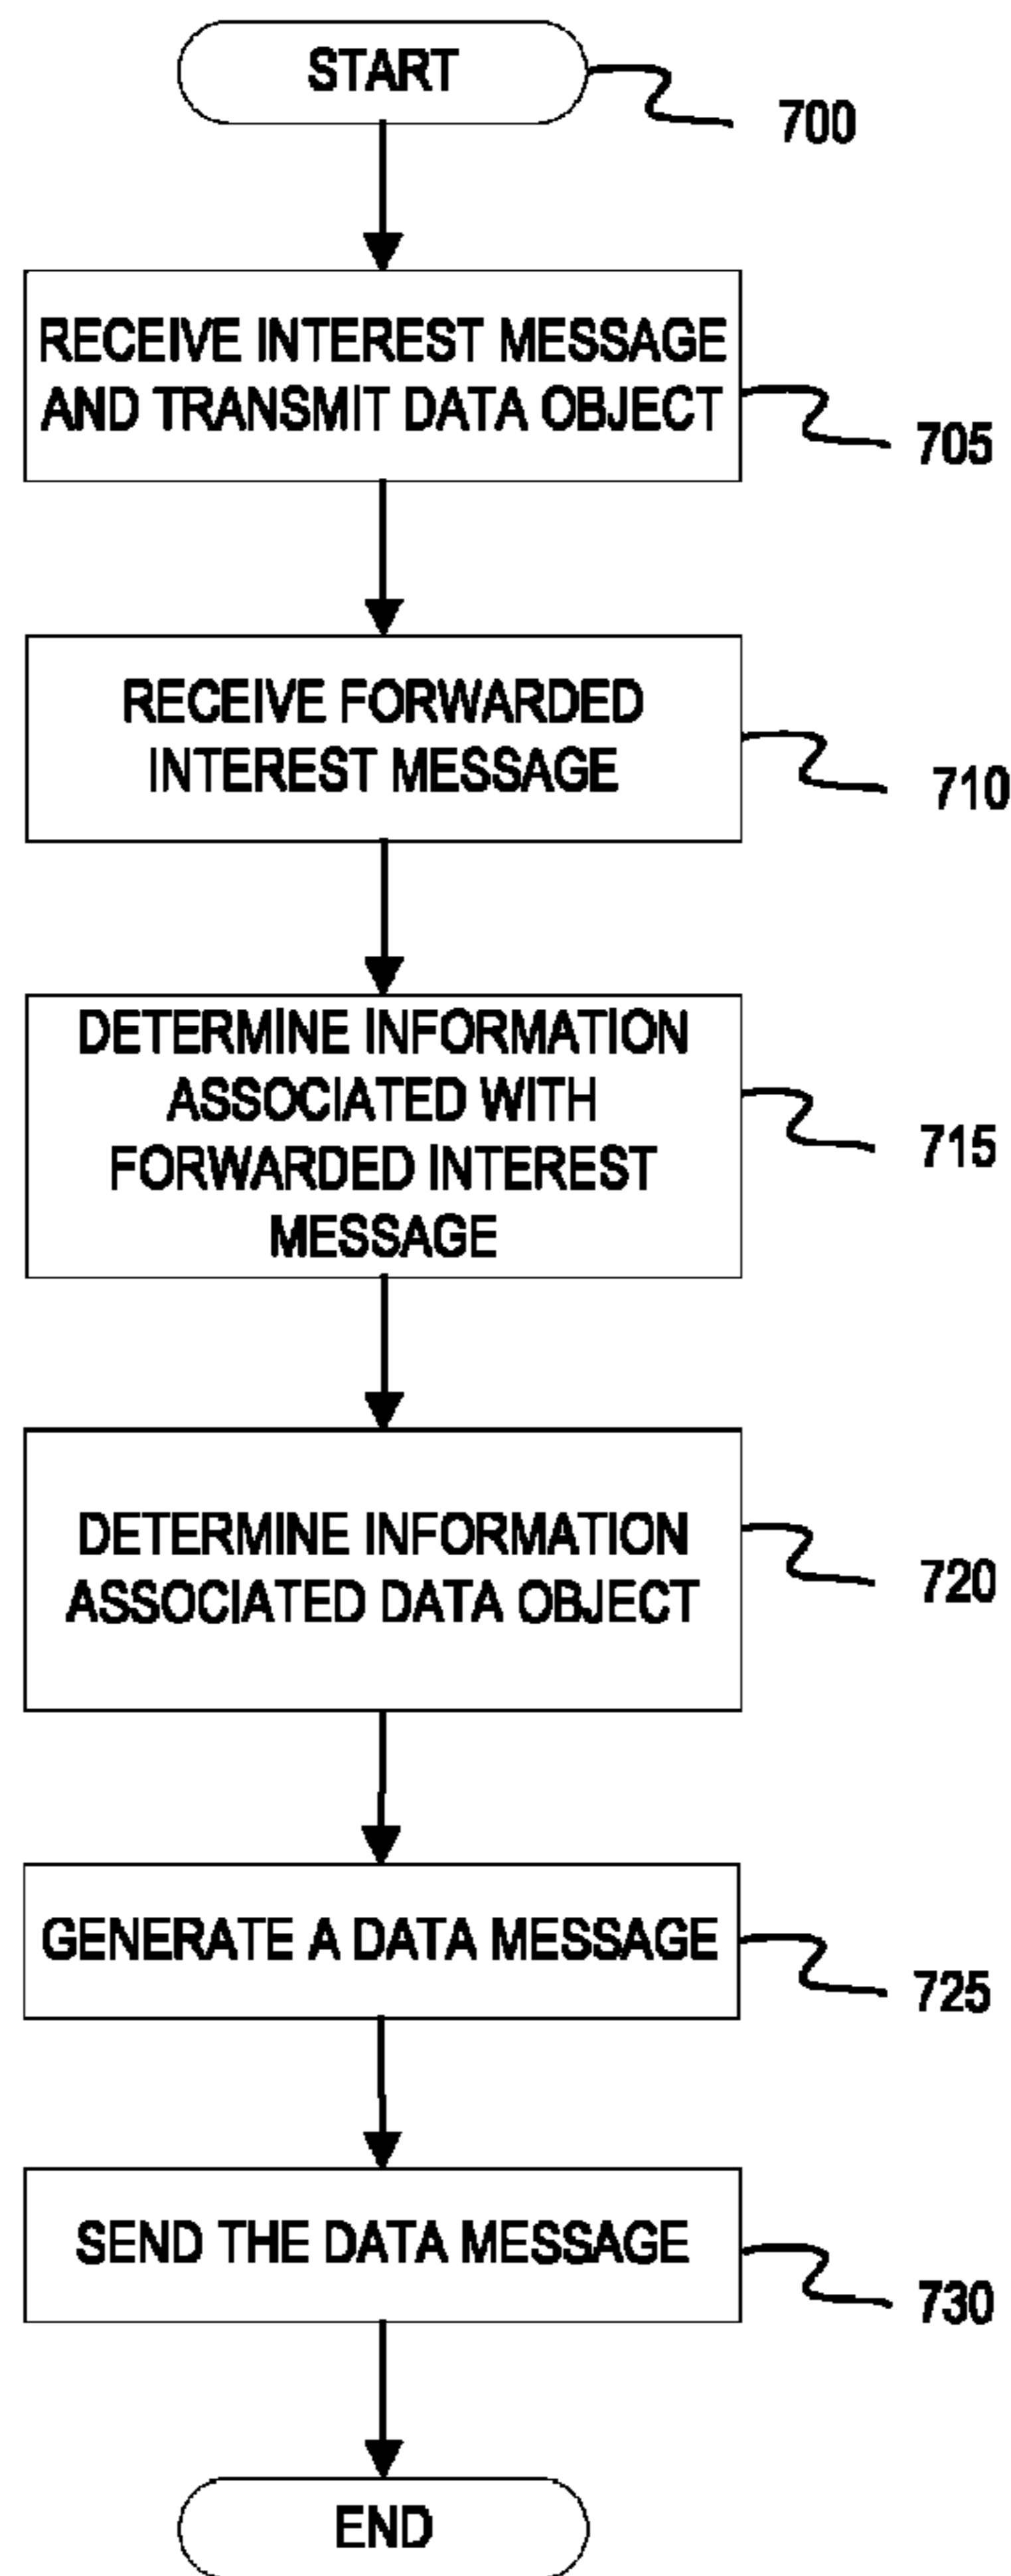 START
700
RECEIVE INTEREST MESSAGE
AND TRANSMIT DATA OBJECT
705
RECEIVE FORWARDED
INTEREST MESSAGE
710
DETERMINE INFORMATION
ASSOCIATED WITH
FORWARDED INTEREST
MESSAGE
715
DETERMINE INFORMATION
ASSOCIATED DATA OBJECT
720
GENERATE A DATA MESSAGE
725
SEND THE DATA MESSAGE
730
END